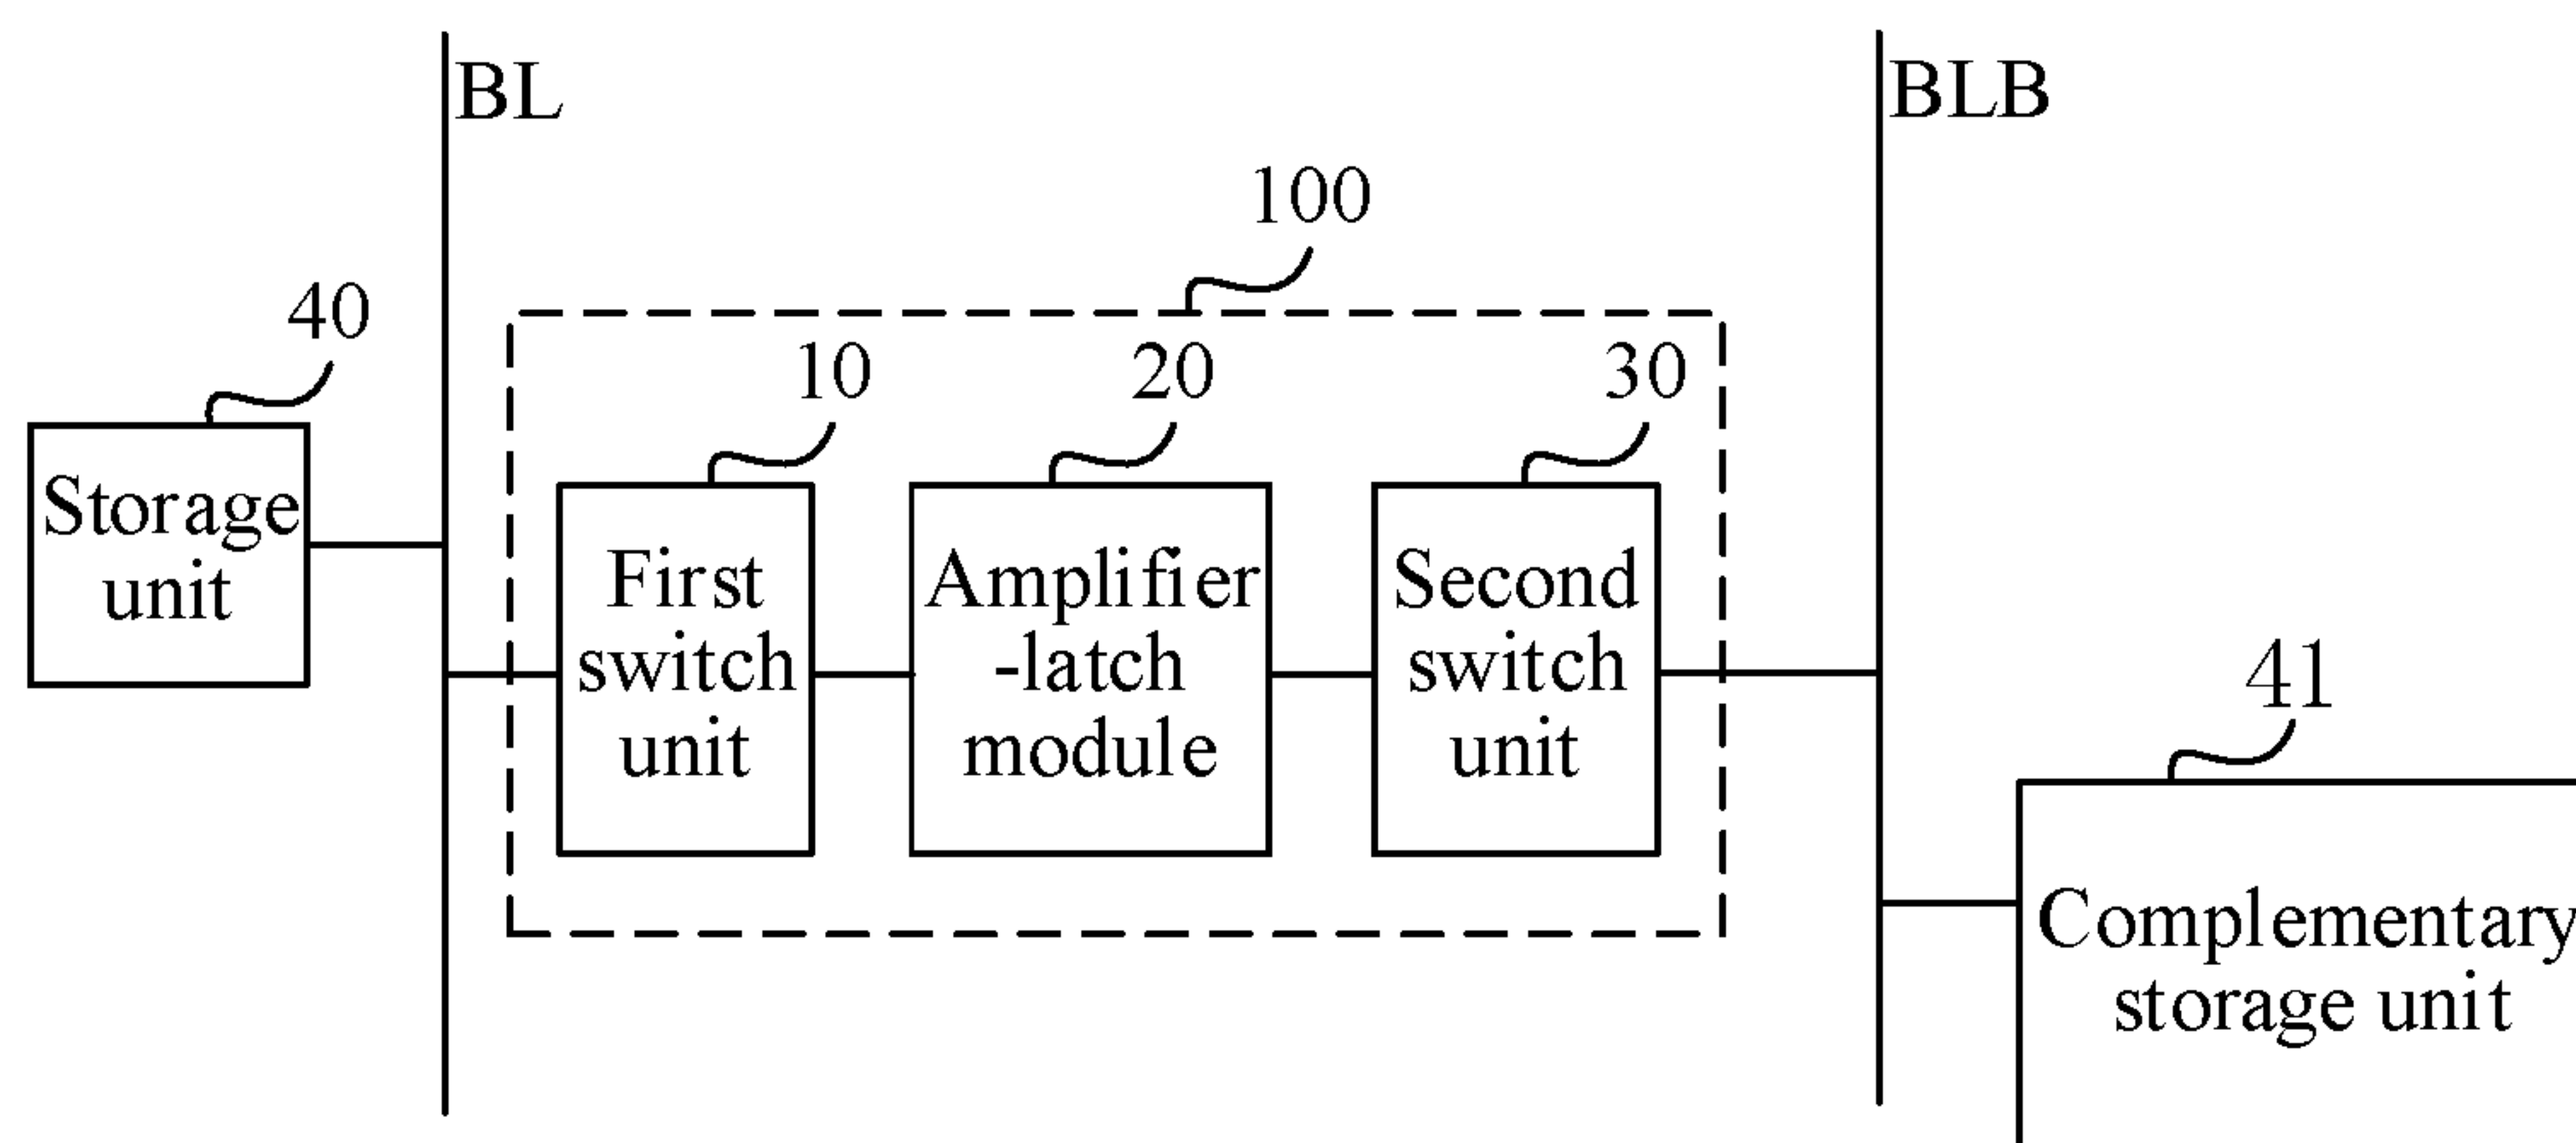 BL
BLB
100
40
10
20
30
Storage
unit
First
switch
unit
Amplifier
-latch
module
Second
switch
unit
41
Complementary
storage unit